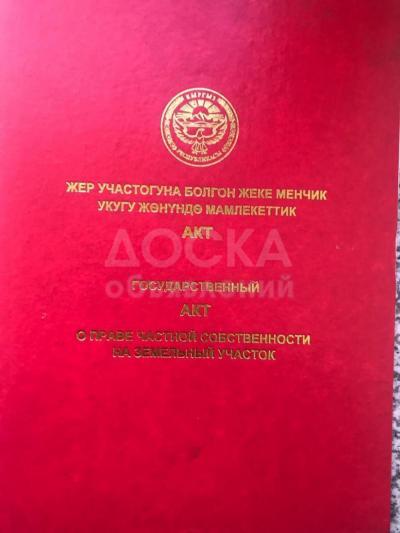 ЖЕР УЧАСТОГУНА БОЛГОН ЖЕКЕ МЕНЧИК
УКУГУ ЖӨНҮНДӨ МАМЛЕКЕТТИК
АКТ
ДОСКА
объявлений
ГОСУДАРСТВЕННЫЙ
АКТ
О ПРАВЕ ЧАСТНОЙ СОБСТВЕННОСТИ
НА ЗЕМЕЛЬНЫЙ УЧАСТОК